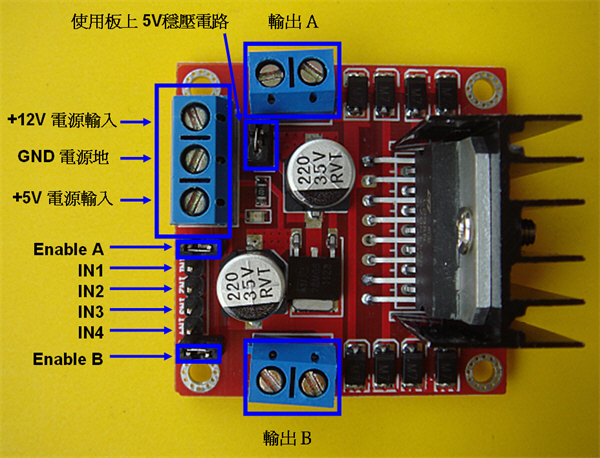 使用板上 5V穩壓電路
輸出 A
+12V 電源輸入
GND 電源地
+5V 電源輸入
Enable A
IN1
IN2
IN3
IN4
Enable B
220
35V
RVT
220
35V
RVT
輸出 B